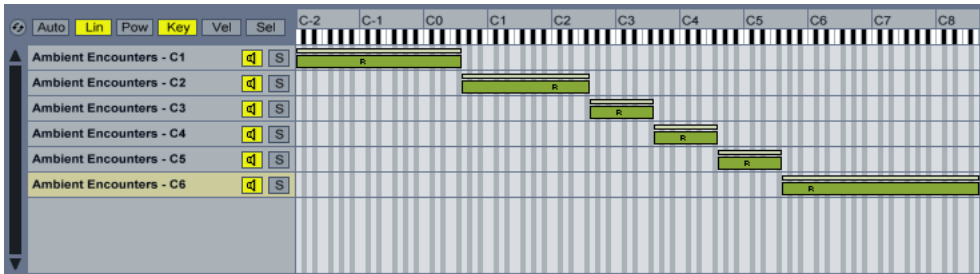 Auto Lin Pow Key Vel Sel C-2 C-1 C0 C1 C2 C3 C4 C5 C6 C7 C8
Ambient Encounters - C1 S R
Ambient Encounters - C2 S R
Ambient Encounters - C3 S R
Ambient Encounters - C4 S R
Ambient Encounters - C5 S R
Ambient Encounters - C6 S R